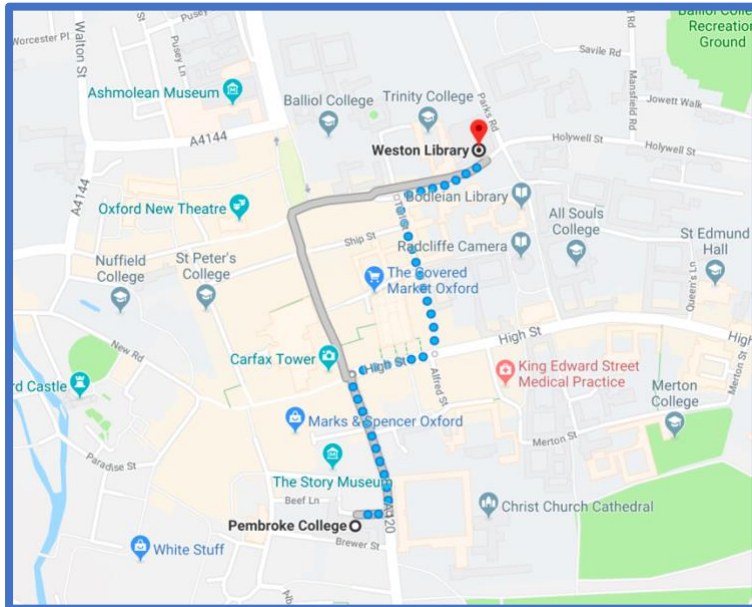 Worcester Pl
Walton St
Pusey Ln
Pusey St
Balliol College
Recreation
Ground
Savile Rd
Mansfield Rd
Jowett Walk
Ashmolean Museum
Balliol College
Trinity College
Parks Rd
A4144
Weston Library
Holywell St
Holywell St
A4144
Oxford New Theatre
Bodleian Library
Ship St
Radcliffe Camera
All Souls
College
St Edmund
Hall
Nuffield
College
St Peter's
College
The Covered
Market Oxford
Queen's Ln
New Rd
High St
High
Carfax Tower
High St
Alfred St
King Edward Street
Medical Practice
Merton St
rd Castle
Merton
College
Marks & Spencer Oxford
Merton St
Paradise St
The Story Museum
Beef Ln
A420
Christ Church Cathedral
Pembroke College
Brewer St
White Stuff